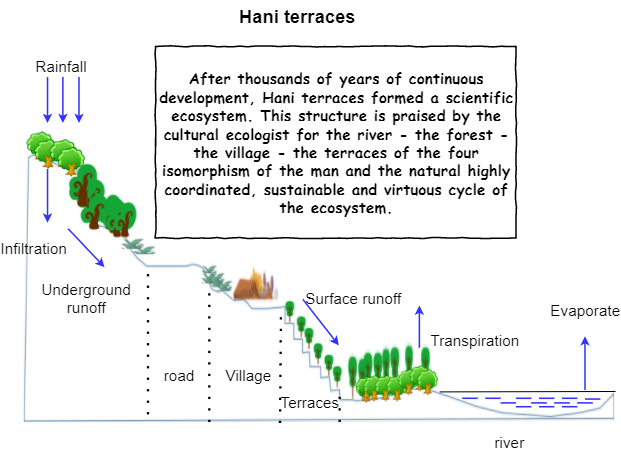 Hani terraces
Rainfall
After thousands of years of continuous
development, Hani terraces formed a scientific
ecosystem. This structure is praised by the
cultural ecologist for the river - the forest -
the village - the terraces of the four
isomorphism of the man and the natural highly
coordinated, sustainable and virtuous cycle of
the ecosystem.
Infiltration
Underground
runoff
Surface runoff
Evaporate
Transpiration
road
Village
Terraces
river